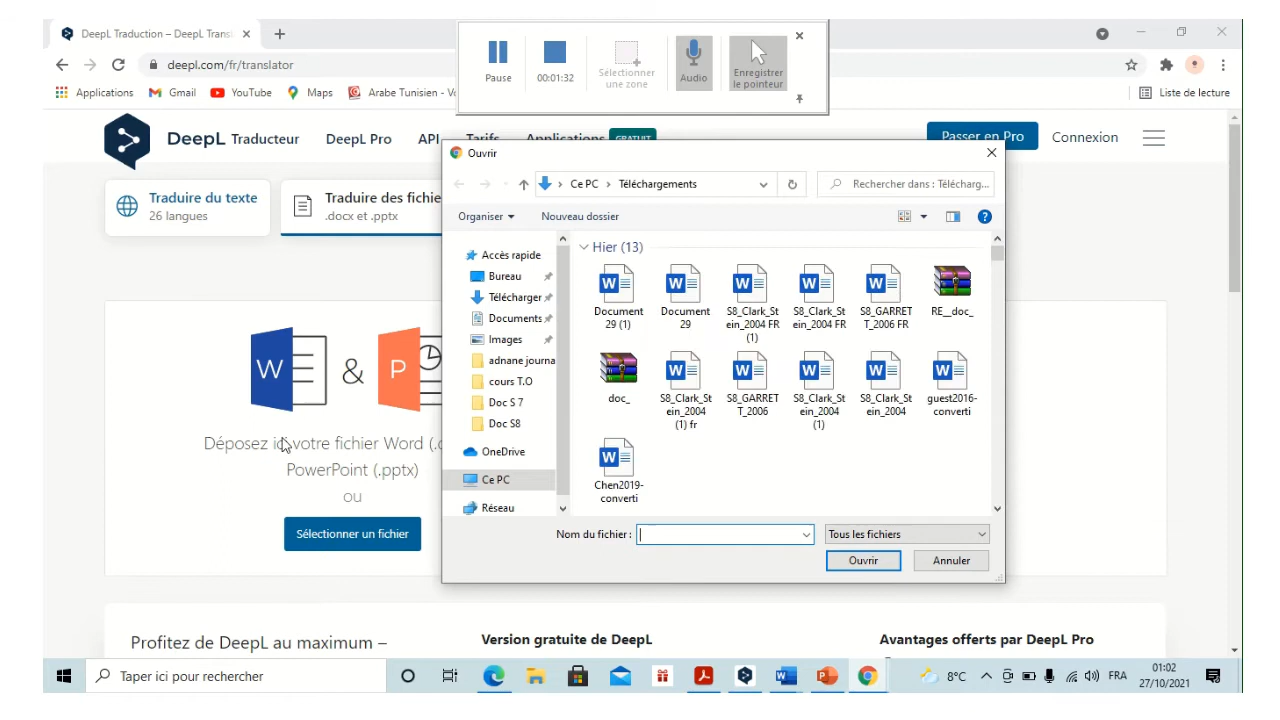 DeepL Traduction – DeepL Transl
deepl.com/fr/translator
Applications
Gmail
YouTube
Maps
Arabe Tunisien - Vo
Liste de lecture
Pause
00:01:32
Sélectionner
une zone
Audio
Enregistrer
le pointeur
DeepL Traducteur
DeepL Pro
API
Tarifs
Applications
GRATUIT
Passer en Pro
Connexion
Traduire du texte
26 langues
Traduire des fichie
.docx et .pptx
W
&
P
Déposez ici votre fichier Word (.d
PowerPoint (.pptx)
ou
Sélectionner un fichier
Ouvrir
Ce PC
Téléchargements
Rechercher dans : Télécharg...
Organiser
Nouveau dossier
Accès rapide
Bureau
Télécharger
Documents
Images
adnane journa
cours T.O
Doc S 7
Doc S8
OneDrive
Ce PC
Réseau
Hier (13)
Document
29 (1)
Document
29
S8_Clark_St
ein_2004 FR
(1)
S8_Clark_St
ein_2004 FR
S8_GARRET
T_2006 FR
RE__doc_
doc_
S8_Clark_St
ein_2004
(1) fr
S8_GARRET
T_2006
S8_Clark_St
ein_2004
(1)
S8_Clark_St
ein_2004
guest2016-
converti
Chen2019-
converti
Nom du fichier :
Tous les fichiers
Ouvrir
Annuler
Profitez de DeepL au maximum –
Version gratuite de DeepL
Avantages offerts par DeepL Pro
Taper ici pour rechercher
8°C
FRA
01:02
27/10/2021